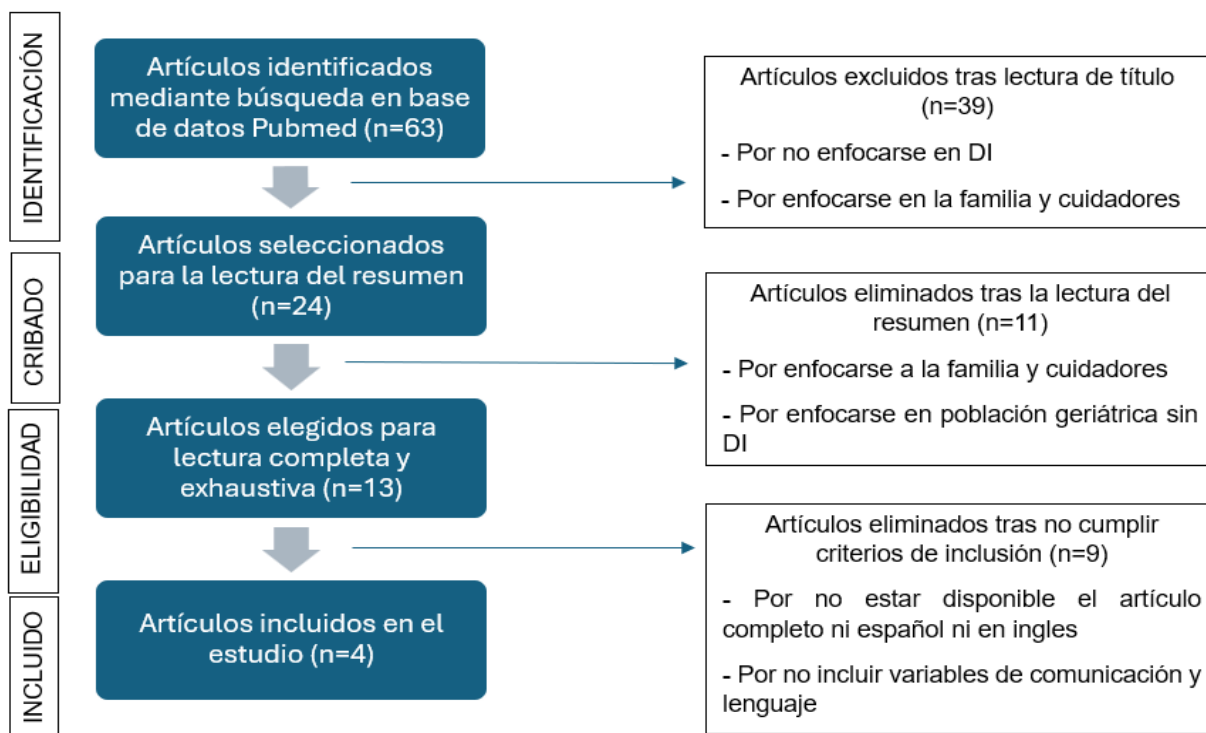 IDENTIFICACIÓN
Artículos identificados
mediante búsqueda en base
de datos Pubmed (n=63)
Artículos excluidos tras lectura de título
(n=39)
- Por no enfocarse en DI
- Por enfocarse en la familia y cuidadores
CRIBADO
Artículos seleccionados
para la lectura del resumen
(n=24)
Artículos eliminados tras la lectura del
resumen (n=11)
- Por enfocarse a la familia y cuidadores
- Por enfocarse en población geriátrica sin
DI
ELIGIBILIDAD
Artículos elegidos para
lectura completa y
exhaustiva (n=13)
Artículos eliminados tras no cumplir
criterios de inclusión (n=9)
- Por no estar disponible el artículo
completo ni español ni en ingles
- Por no incluir variables de comunicación y
lenguaje
INCLUIDO
Artículos incluidos en el
estudio (n=4)